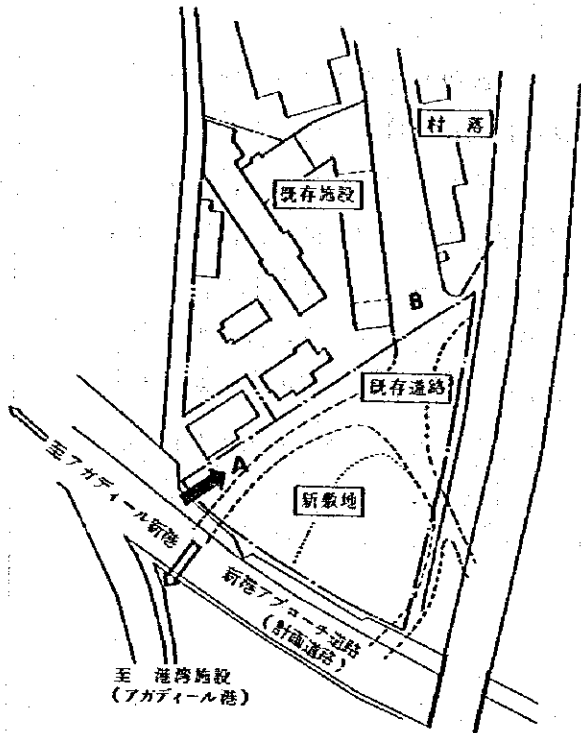 村落
既存施設
B
既存道路
A
新敷地
至アガディール新港
新港アプローチ道路
(計画道路)
至 港湾施設
(アガディール港)